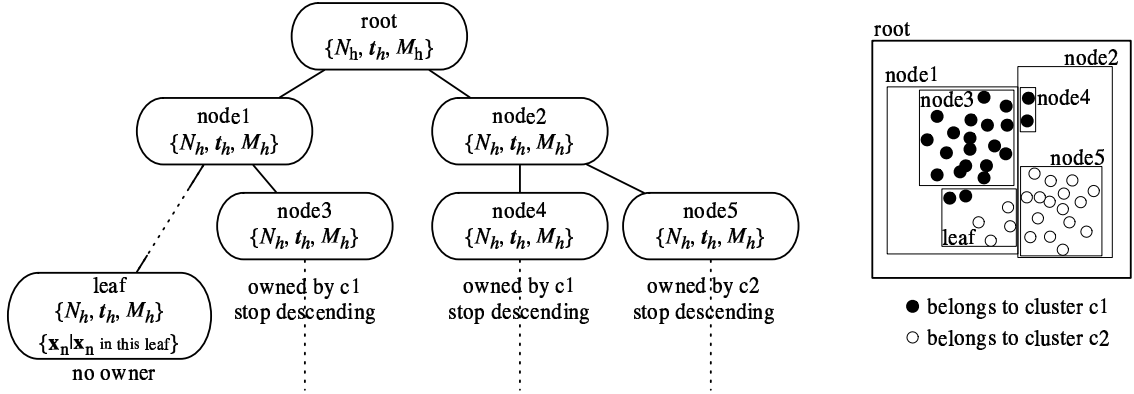 root
{N_h, t_h, M_h}
node1
{N_h, t_h, M_h}
node2
{N_h, t_h, M_h}
node3
{N_h, t_h, M_h}
node4
{N_h, t_h, M_h}
node5
{N_h, t_h, M_h}
leaf
{N_h, t_h, M_h}
{x_n|x_n in this leaf}
no owner
owned by c1
stop descending
owned by c1
stop descending
owned by c2
stop descending
root
node2
node1
node3
node4
node5
leaf
belongs to cluster c1
belongs to cluster c2